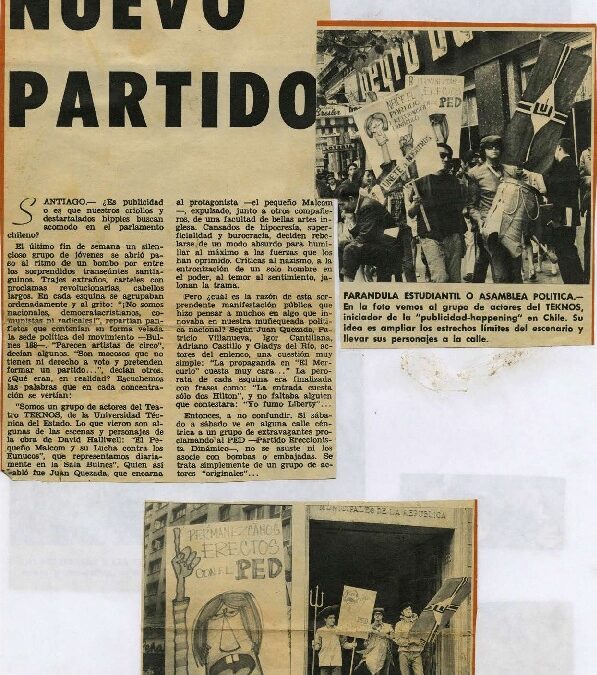 NUEVO
PARTIDO
SANTIAGO.— ¿Es publicidad
o es que nuestros criollos y
destartalados hippies buscan
acomodo en el parlamento
chileno?
El último fin de semana un silen-
cioso grupo de jóvenes se abrió pa-
so al ritmo de un bombo por entre
los sorprendidos transeúntes santia-
guinos. Trajes extraños, carteles con
proclamas revolucionarias, cabellos
largos. En cada esquina se agrupaban
ordenadamente y al grito: "¡No somos
nacionales, democratacristianos, co-
munistas ni radicales!", repartían pan-
fletos que contenían en forma velada
la sede política del movimiento —Bul-
nes 188—. "Parecen artistas de circo",
decían algunos. "Son mocosos que no
tienen ni derecho a voto y pretenden
formar un partido...", decían otros.
¿Qué eran, en realidad? Escuchemos
las palabras que en cada concentra-
ción se vertían:
"Somos un grupo de actores del Tea-
tro TEKNOS, de la Universidad Técni-
ca del Estado. Lo que vieron son algu-
nas de las escenas y personajes de
la obra de David Halliwell: "El Pe-
queño Malcom y su Lucha contra los
Eunucos", que representamos diaria-
mente en la Sala Bulnes". Quien así
habló fue Juan Quezada, que encarna
al protagonista —el pequeño Malcom
—, expulsado, junto a otros compañe-
ros, de una facultad de bellas artes in-
glesa. Cansados de hipocresía, super-
ficialidad y burocracia, deciden rebe-
larse de un modo absurdo para humi-
llar al máximo a las fuerzas que los
han oprimido. Críticas al máximo, a la
entronización de un solo hombre en
el poder, al temor al sentimiento, ja-
lonan la trama.
Pero ¿cuál es la razón de esta sor-
prendente manifestación pública que
hizo pensar a muchos en algo que in-
novaba en nuestra muñequeada políti-
ca nacional? Según Juan Quezada, Pa-
tricio Villanueva, Igor Cantillana,
Adriano Castillo y Gladys del Río, ac-
tores del enlenco, una cuestión muy
simple: "La propaganda en "El Mer-
curio" cuesta muy cara..." La pero-
rata de cada esquina era finalizada
con frases como: "La entrada cuesta
sólo dos Hilton", y no faltaba alguien
que contestara: "Yo fumo Liberty"...
Entonces, a no confundir. Si sába-
do a sábado ve en alguna calle cén-
trica a un grupo de extravagantes pro-
clamando al PED —Partido Ereccionis-
ta Dinámico—, no se asuste ni los
asocie con bombas o embajadas. Se
trata simplemente de un grupo de ac-
tores "originales"...
PED
FARANDULA ESTUDIANTIL O ASAMBLEA POLITICA.—
En la foto vemos al grupo de actores del TEKNOS,
iniciador de la "publicidad-happening" en Chile. Su
idea es ampliar los estrechos límites del escenario y
llevar sus personajes a la calle.
PERMANEZCAMOS
ERECTOS
CON EL PED
MUNICIPALES DE LA REPUBLICA